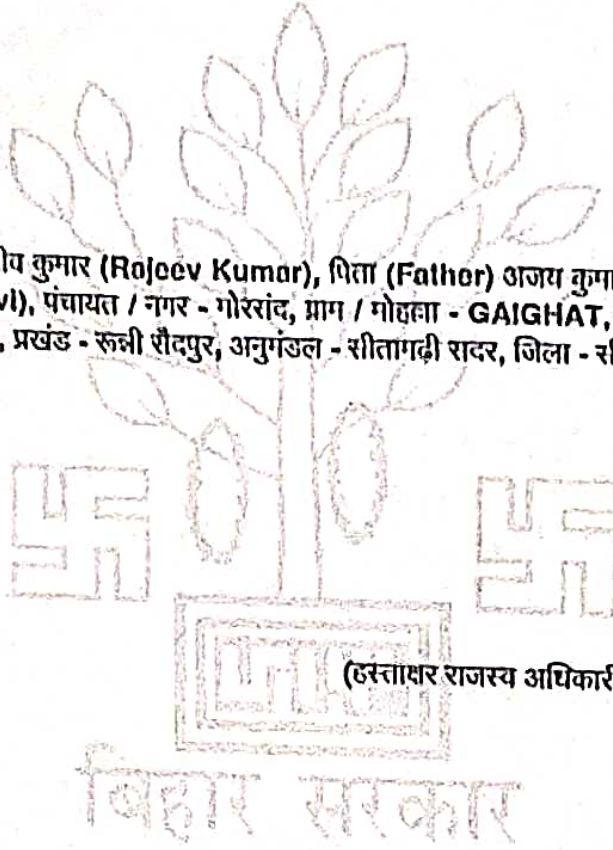 कुमार (Rajeev Kumar), पिता (Father) अजय
पंचायत / नगर - गोरसंद, ग्राम / मोहल्ला - GAIGHAT,
प्रखंड - रून्नी सैदपुर, अनुमंडल - सीतामढ़ी सदर, जिला -
(हस्ताक्षर राजस्व अधिकारी
बिहार सरकार